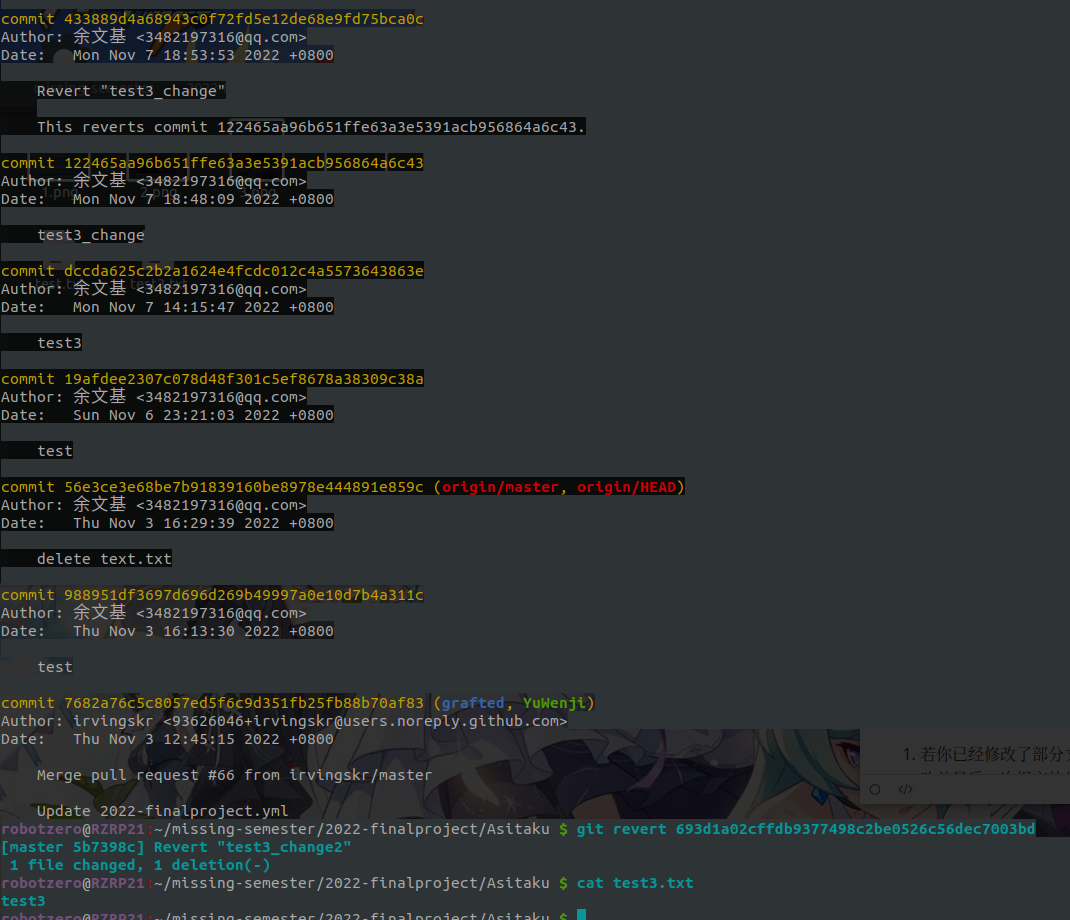 commit 433889d4a68943c0f72fd5e12de68e9fd75bca0c
Author: 余文基 <3482197316@qq.com>
Date:   Mon Nov 7 18:53:53 2022 +0800
Revert "test3_change"
This reverts commit 122465aa96b651ffe63a3e5391acb956864a6c43.
commit 122465aa96b651ffe63a3e5391acb956864a6c43
Author: 余文基 <3482197316@qq.com>
Date:   Mon Nov 7 18:48:09 2022 +0800
test3_change
commit dccda625c2b2a1624e4fcdc012c4a5573643863e
Author: 余文基 <3482197316@qq.com>
Date:   Mon Nov 7 14:15:47 2022 +0800
test3
commit 19afdee2307c078d48f301c5ef8678a38309c38a
Author: 余文基 <3482197316@qq.com>
Date:   Sun Nov 6 23:21:03 2022 +0800
test
commit 56e3ce3e68be7b91839160be8978e444891e859c (origin/master, origin/HEAD)
Author: 余文基 <3482197316@qq.com>
Date:   Thu Nov 3 16:29:39 2022 +0800
delete text.txt
commit 988951df3697d696d269b49997a0e10d7b4a311c
Author: 余文基 <3482197316@qq.com>
Date:   Thu Nov 3 16:13:30 2022 +0800
test
commit 7682a76c5c8057ed5f6c9d351fb25fb88b70af83 (grafted, YuWenji)
Author: irvingskr <93626046+irvingskr@users.noreply.github.com>
Date:   Thu Nov 3 12:45:15 2022 +0800
1. 若你已经修改了部分
Merge pull request #66 from irvingskr/master
</>
Update 2022-finalproject.yml
robotzero@RZRP21:~/missing-semester/2022-finalproject/Asitaku $ git revert 693d1a02cffdb9377498c2be0526c56dec7003bd
[master 5b7398c] Revert "test3_change2"
1 file changed, 1 deletion(-)
robotzero@RZRP21:~/missing-semester/2022-finalproject/Asitaku $ cat test3.txt
test3
robotzero@RZRP21:~/missing-semester/2022-finalproject/Asitaku $